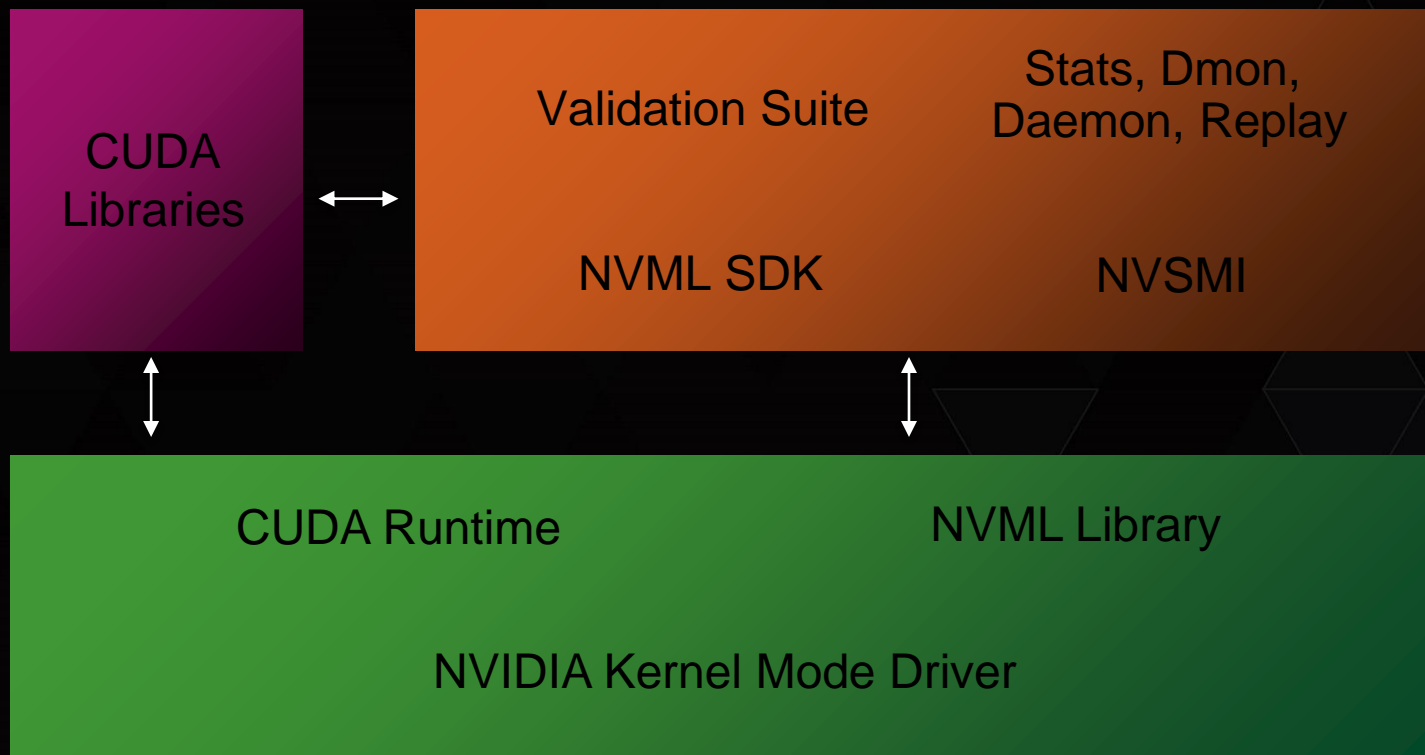 CUDA
Libraries
Validation Suite
Stats, Dmon,
Daemon, Replay
NVML SDK
NVSMI
CUDA Runtime
NVML Library
NVIDIA Kernel Mode Driver